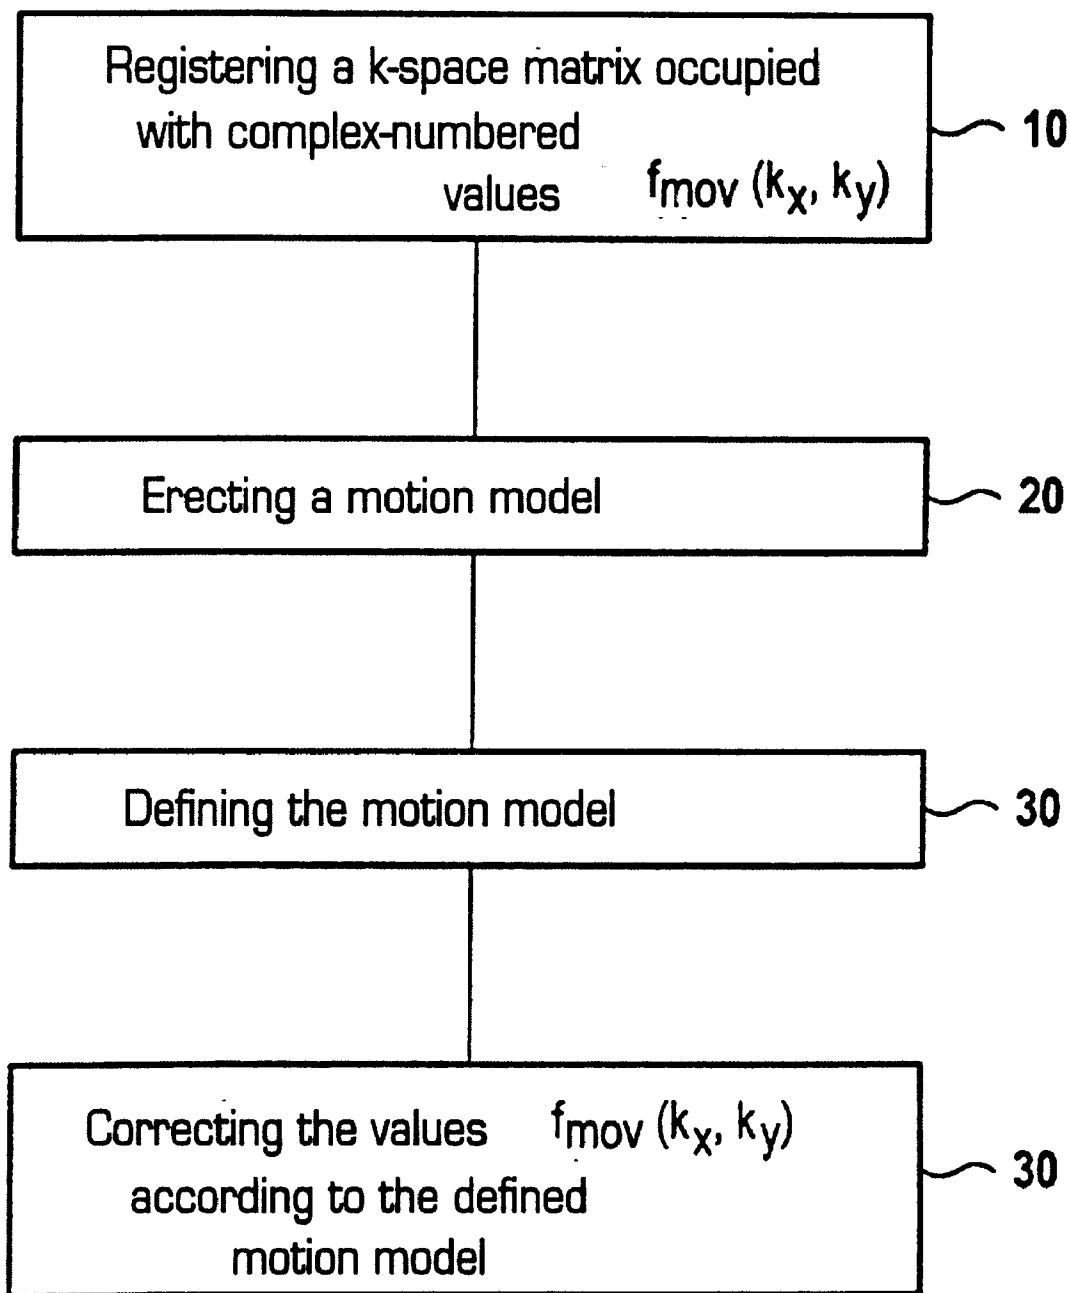 Registering a k-space matrix occupied
with complex-numbered
values f_mov (k_x, k_y)
10
Erecting a motion model
20
Defining the motion model
30
Correcting the values f_mov (k_x, k_y)
according to the defined
motion model
30